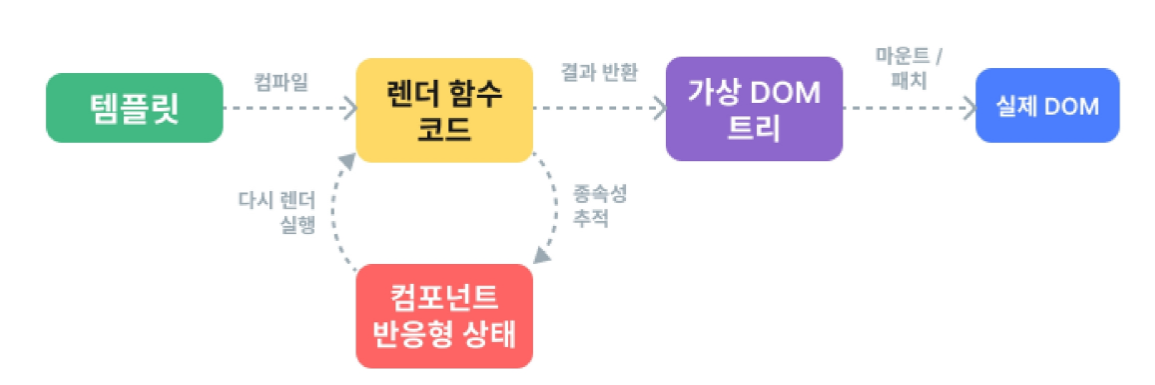 템플릿
컴파일
렌더 함수
코드
결과 반환
가상 DOM
트리
마운트 /
패치
실제 DOM
다시 렌더
실행
종속성
추적
컴포넌트
반응형 상태